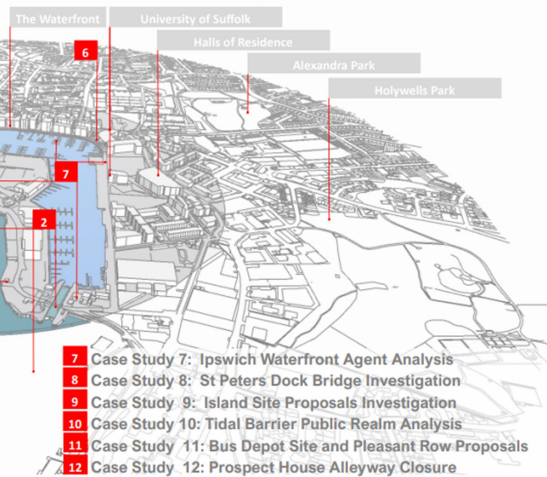 The Waterfront
University of Suffolk
6
Halls of Residence
Alexandra Park
Holywells Park
7
2
7 Case Study 7: Ipswich Waterfront Agent Analysis
8 Case Study 8: St Peters Dock Bridge Investigation
9 Case Study 9: Island Site Proposals Investigation
10 Case Study 10: Tidal Barrier Public Realm Analysis
11 Case Study 11: Bus Depot Site and Pleasant Row Proposals
12 Case Study 12: Prospect House Alleyway Closure